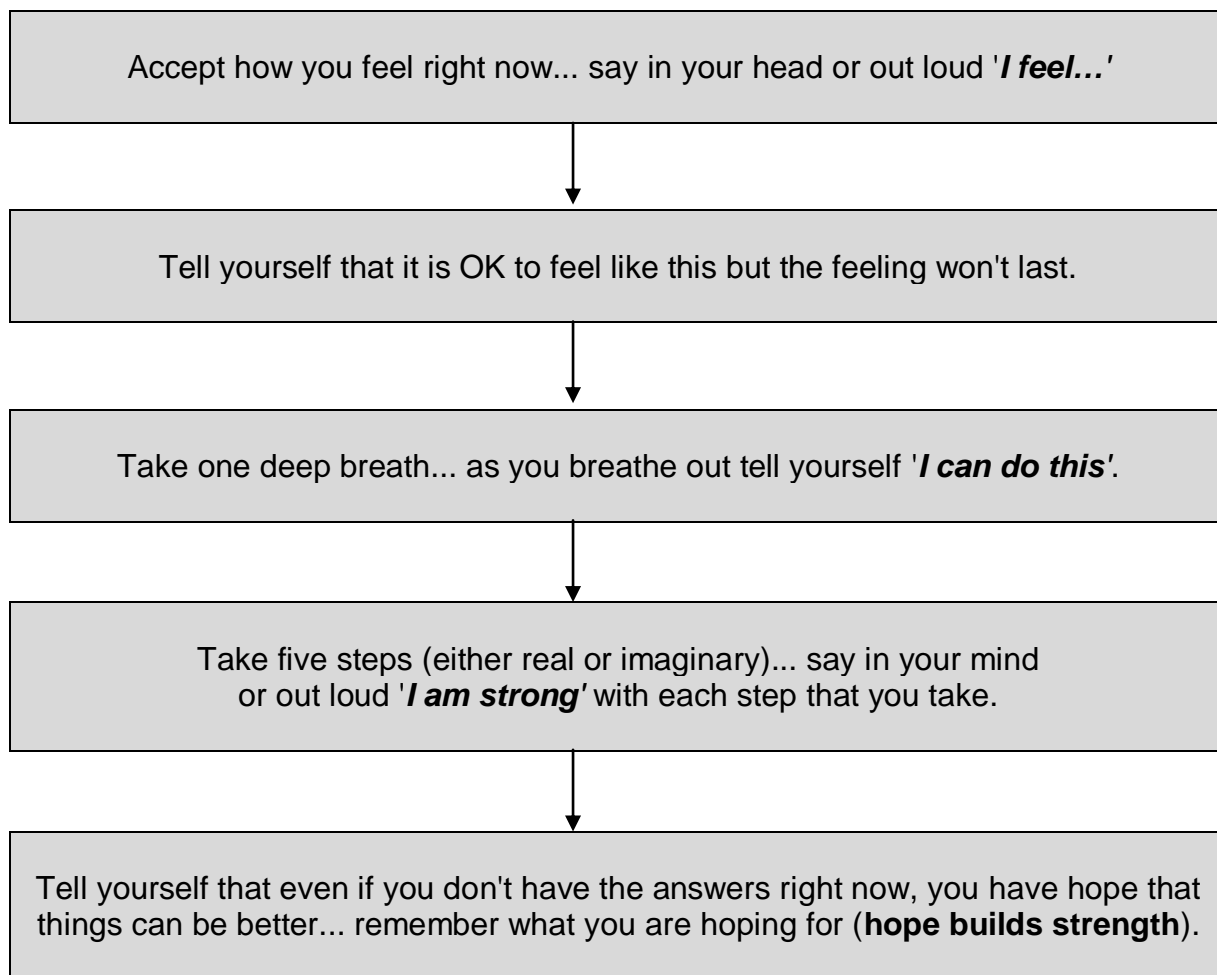 Accept how you feel right now... say in your head or out loud 'I feel…'
Tell yourself that it is OK to feel like this but the feeling won't last.
Take one deep breath... as you breathe out tell yourself 'I can do this'.
Take five steps (either real or imaginary)... say in your mind
or out loud 'I am strong' with each step that you take.
Tell yourself that even if you don't have the answers right now, you have hope that
things can be better... remember what you are hoping for (hope builds strength).